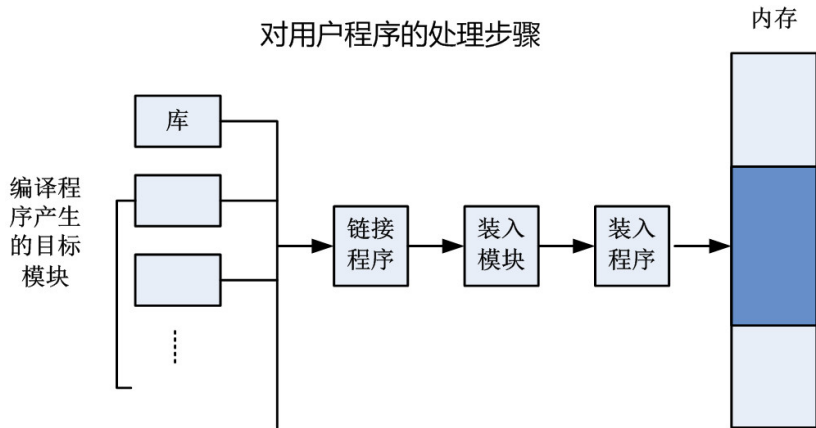 对用户程序的处理步骤
内存
库
编译程
序产生
的目标
模块
链接
程序
装入
模块
装入
程序